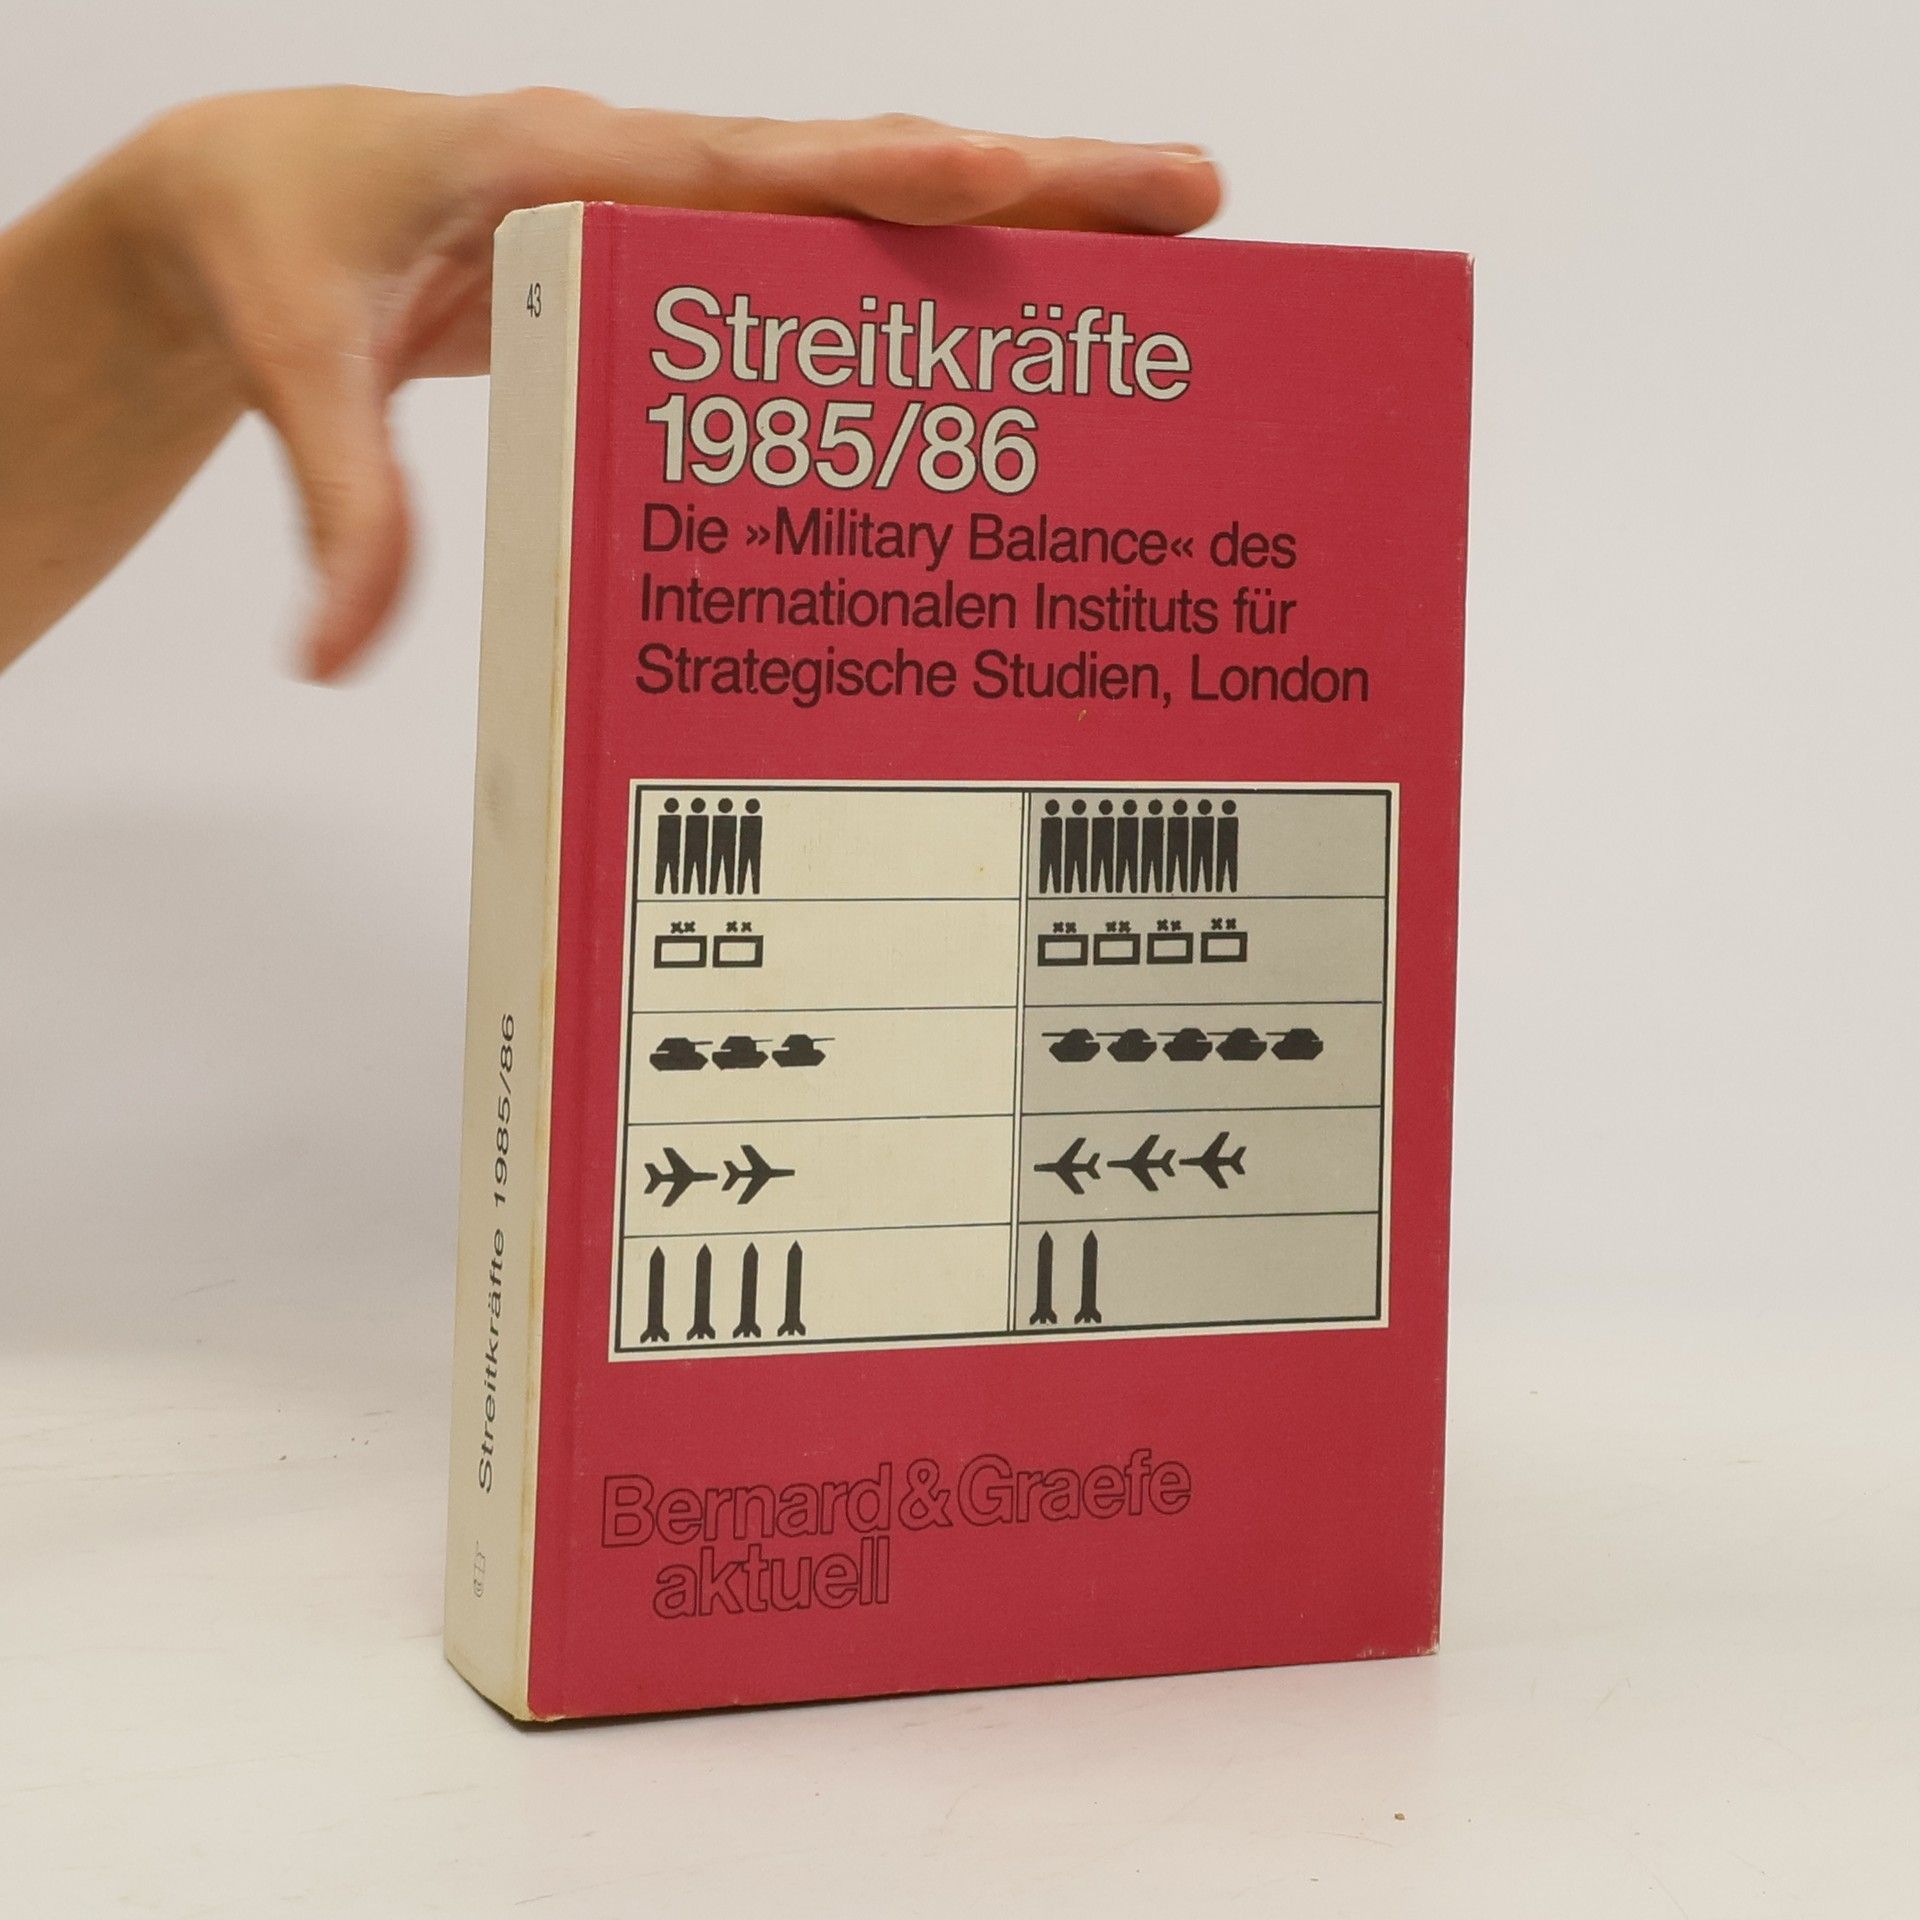 43
Streitkräfte 1985/86
Streitkräfte
1985/86
Die »Military Balance« des
Internationalen Instituts für
Strategische Studien, London
Bernard & Graefe
aktuell